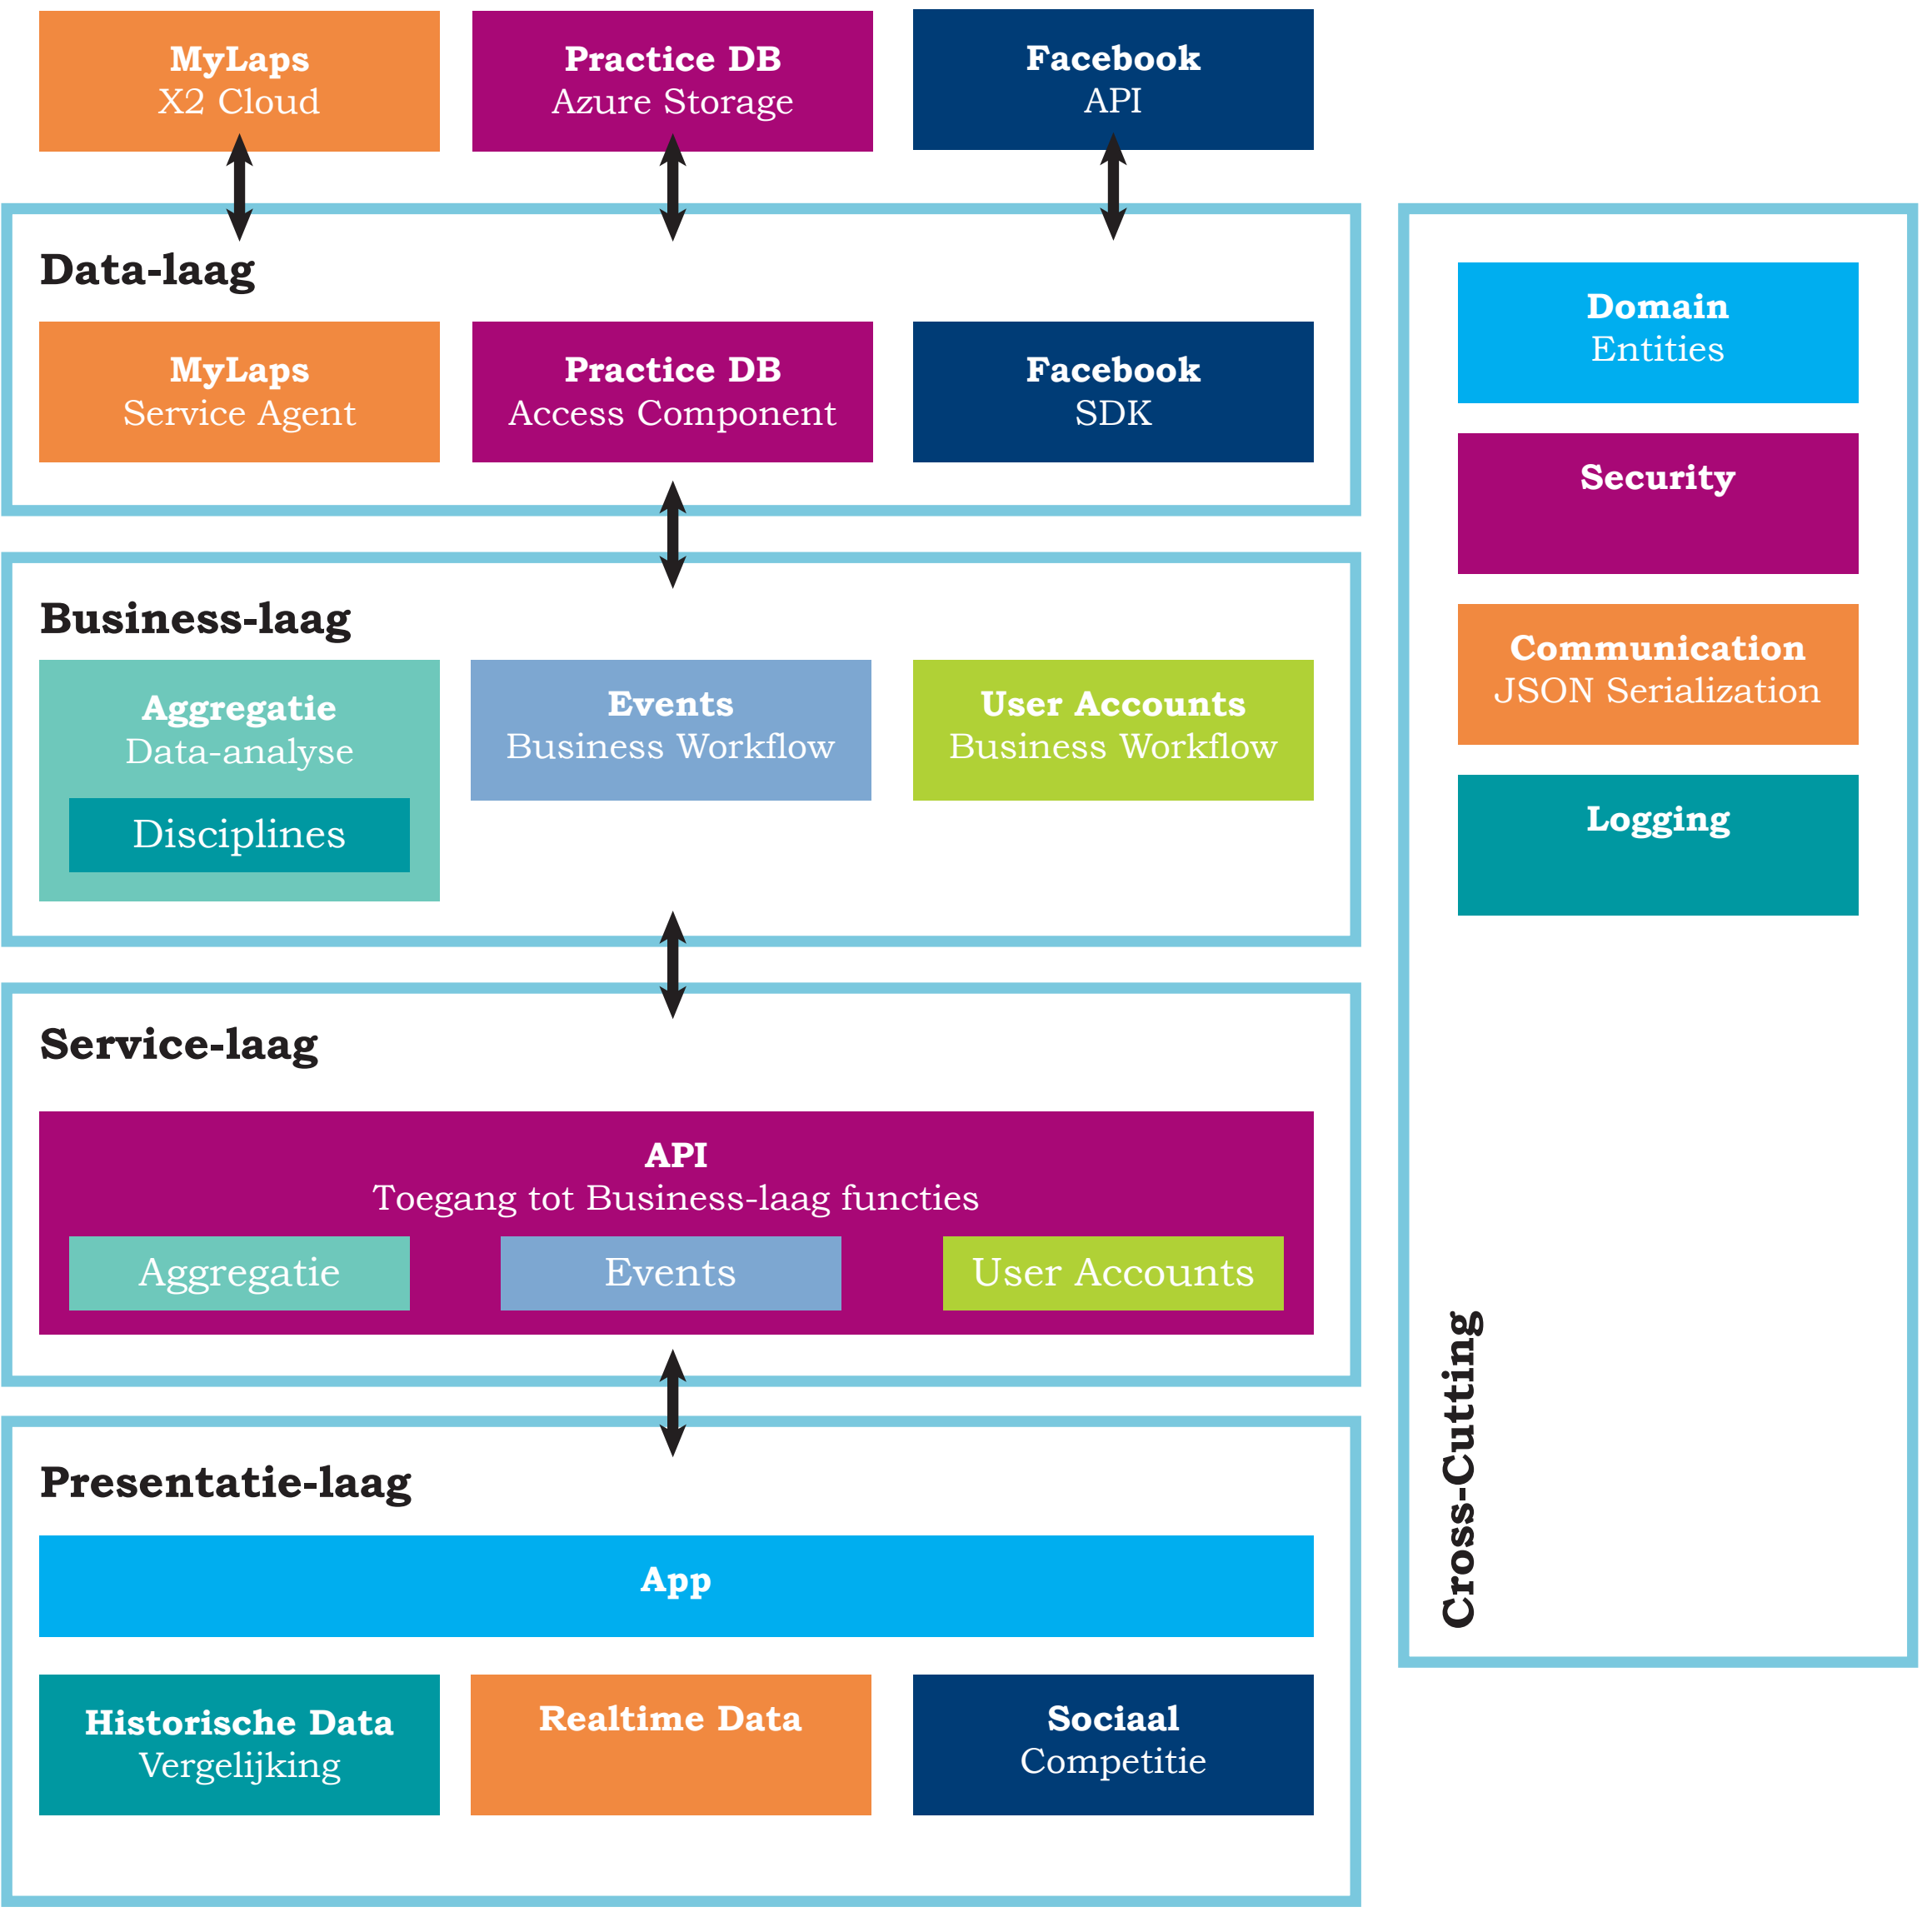 MyLaps
X2 Cloud
Practice DB
Azure Storage
Facebook
API
Data-laag
MyLaps
Service Agent
Practice DB
Access Component
Facebook
SDK
Business-laag
Aggregatie
Data-analyse
Disciplines
Events
Business Workflow
User Accounts
Business Workflow
Service-laag
API
Toegang tot Business-laag functies
Aggregatie
Events
User Accounts
Presentatie-laag
App
Historische Data
Vergelijking
Realtime Data
Sociaal
Competitie
Domain
Entities
Security
Communication
JSON Serialization
Logging
Cross-Cutting